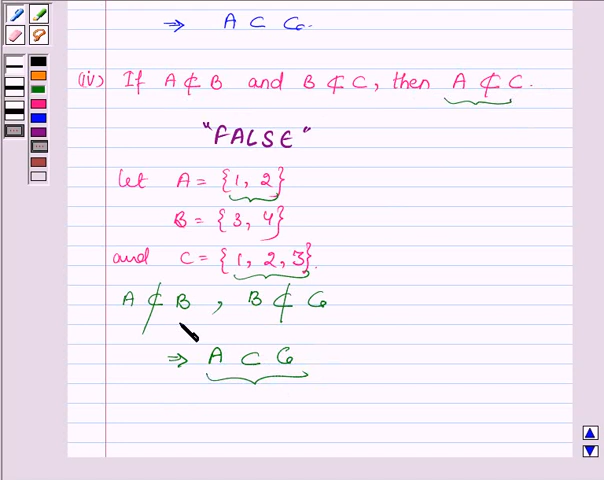 ⇒ A ⊂ C.
(iv) If A ⊄ B and B ⊄ C, then A ⊄ C.
"FALSE"
let A = {1, 2}
B = {3, 4}
and C = {1, 2, 3}.
A ⊄ B , B ⊄ C
⇒ A ⊂ C